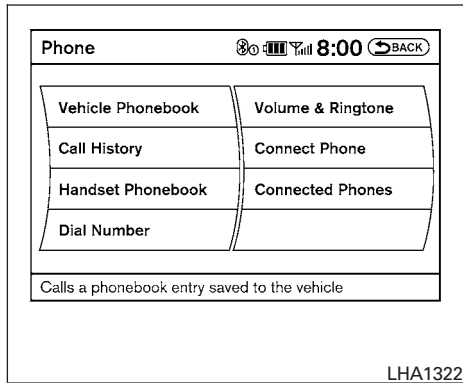 Phone 8:00 BACK
Vehicle Phonebook
Call History
Handset Phonebook
Dial Number
Volume & Ringtone
Connect Phone
Connected Phones
Calls a phonebook entry saved to the vehicle
LHA1322